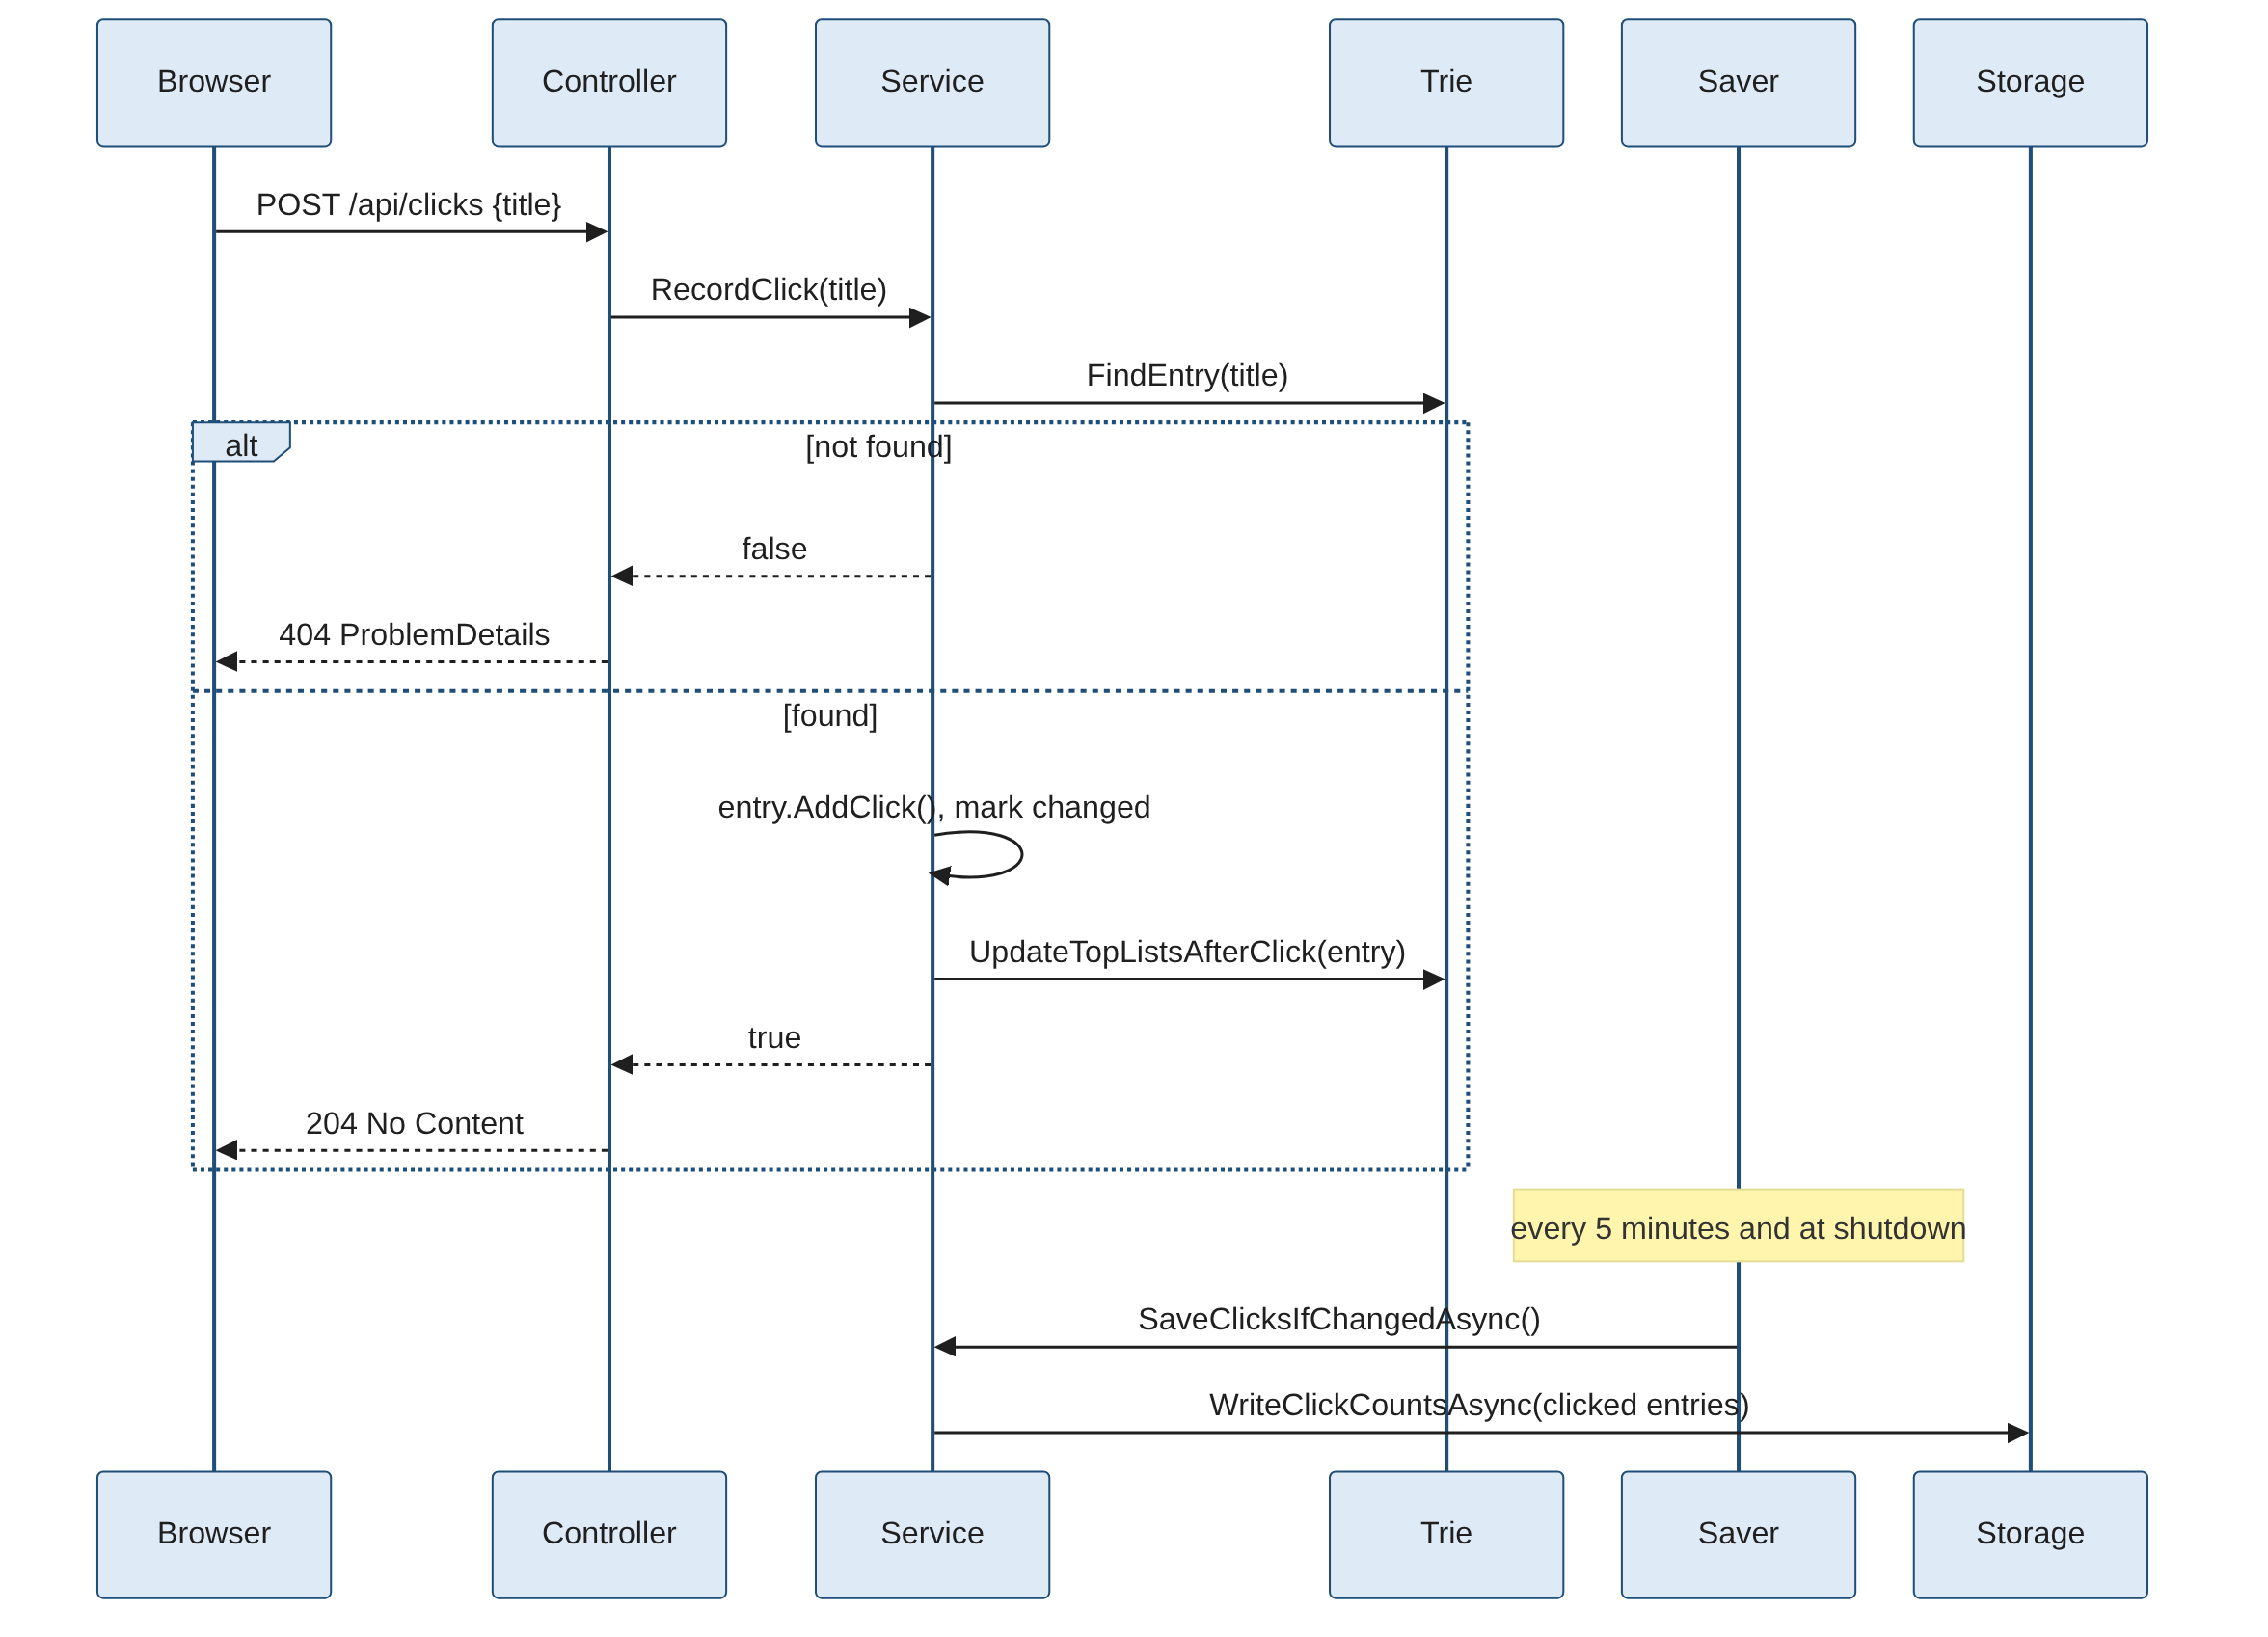 Browser
Controller
Service
Trie
Saver
Storage
POST /api/clicks {title}
RecordClick(title)
FindEntry(title)
alt
[not found]
false
404 ProblemDetails
[found]
entry.AddClick(), mark changed
UpdateTopListsAfterClick(entry)
true
204 No Content
every 5 minutes and at shutdown
SaveClicksIfChangedAsync()
WriteClickCountsAsync(clicked entries)
Browser
Controller
Service
Trie
Saver
Storage